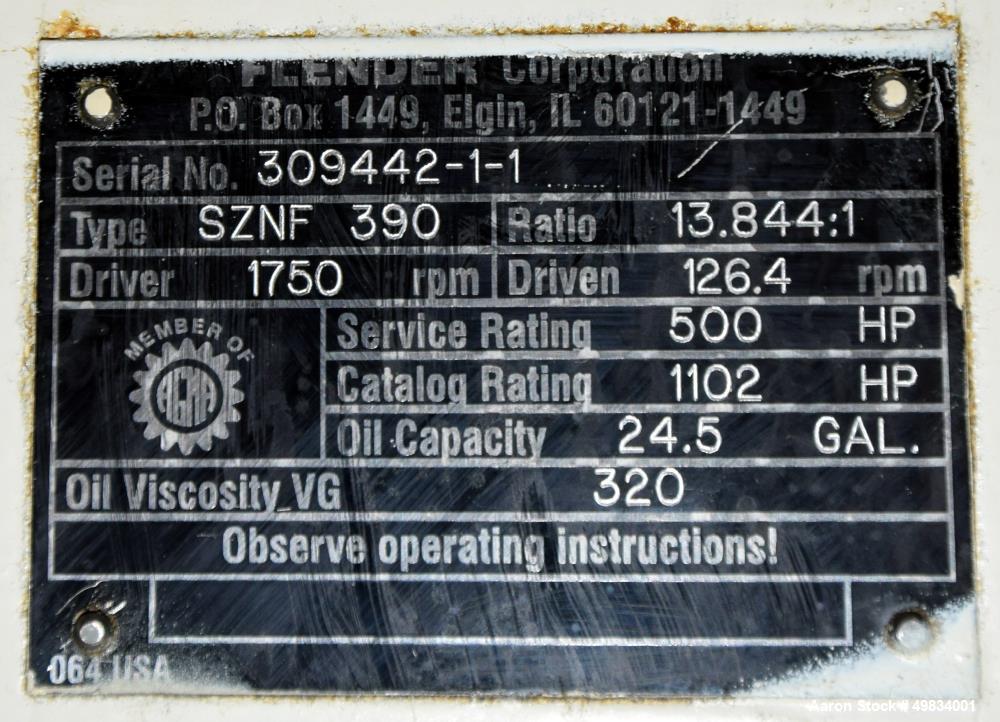 FLENDER Corporation
P.O. Box 1449, Elgin, IL 60121-1449
Serial No. 309442-1-1
Type SZNF 390 Ratio 13.844:1
Driver 1750 rpm Driven 126.4 rpm
MEMBER OF
AGMA
Service Rating 500 HP
Catalog Rating 1102 HP
Oil Capacity 24.5 GAL.
Oil Viscosity VG 320
Observe operating instructions!
064 USA
Aaron Stock # 49834001